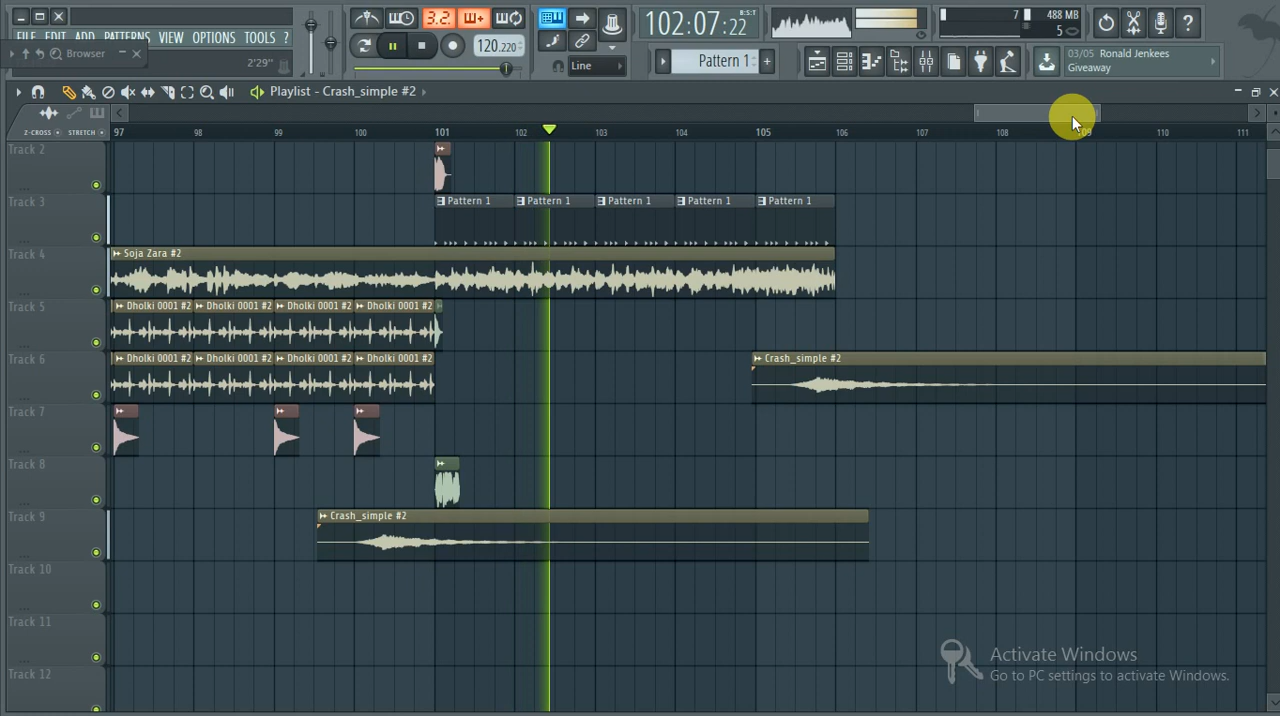 FILE EDIT ADD PATTERNS VIEW OPTIONS TOOLS ?
Browser
2'29"
3.2.
120.220
Line
102:07:22
Pattern 1
7
488 MB
5
03/05 Ronald Jenkees
Giveaway
Playlist - Crash_simple #2
Z-CROSS STRETCH
97 98 99 100 101 102 103 104 105 106 107 108 109 110 111
Track 2
Track 3
Pattern 1 Pattern 1 Pattern 1 Pattern 1 Pattern 1
Track 4
Soja Zara #2
Track 5
Dholki 0001 #2 Dholki 0001 #2 Dholki 0001 #2 Dholki 0001 #2
Track 6
Dholki 0001 #2 Dholki 0001 #2 Dholki 0001 #2 Dholki 0001 #2
Crash_simple #2
Track 7
Track 8
Track 9
Crash_simple #2
Track 10
Track 11
Track 12
Activate Windows
Go to PC settings to activate Windows.